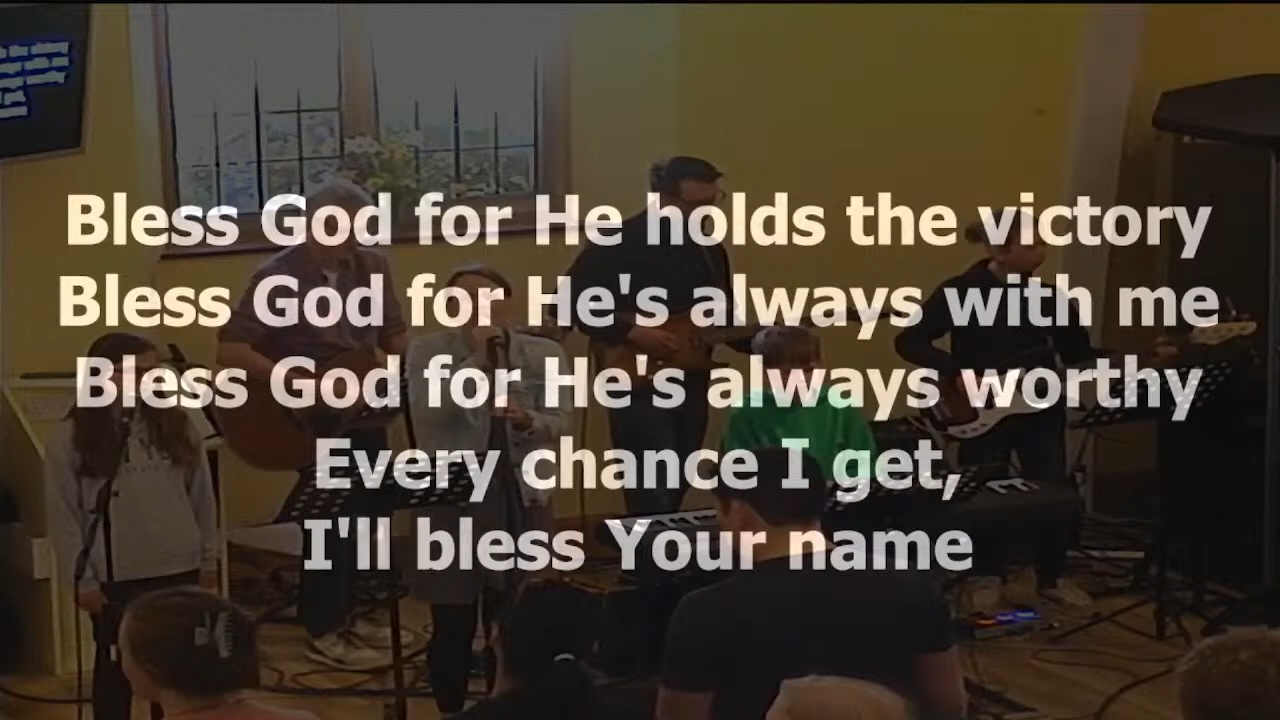 Bless God for He holds the victory
Bless God for He's always with me
Bless God for He's always worthy
Every chance I get,
I'll bless Your name